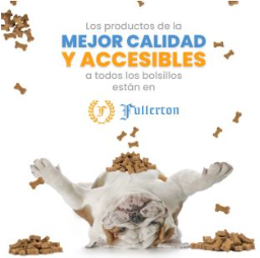 Los productos de la
MEJOR CALIDAD
Y ACCESIBLES
a todos los bolsillos
están en
Fullerton